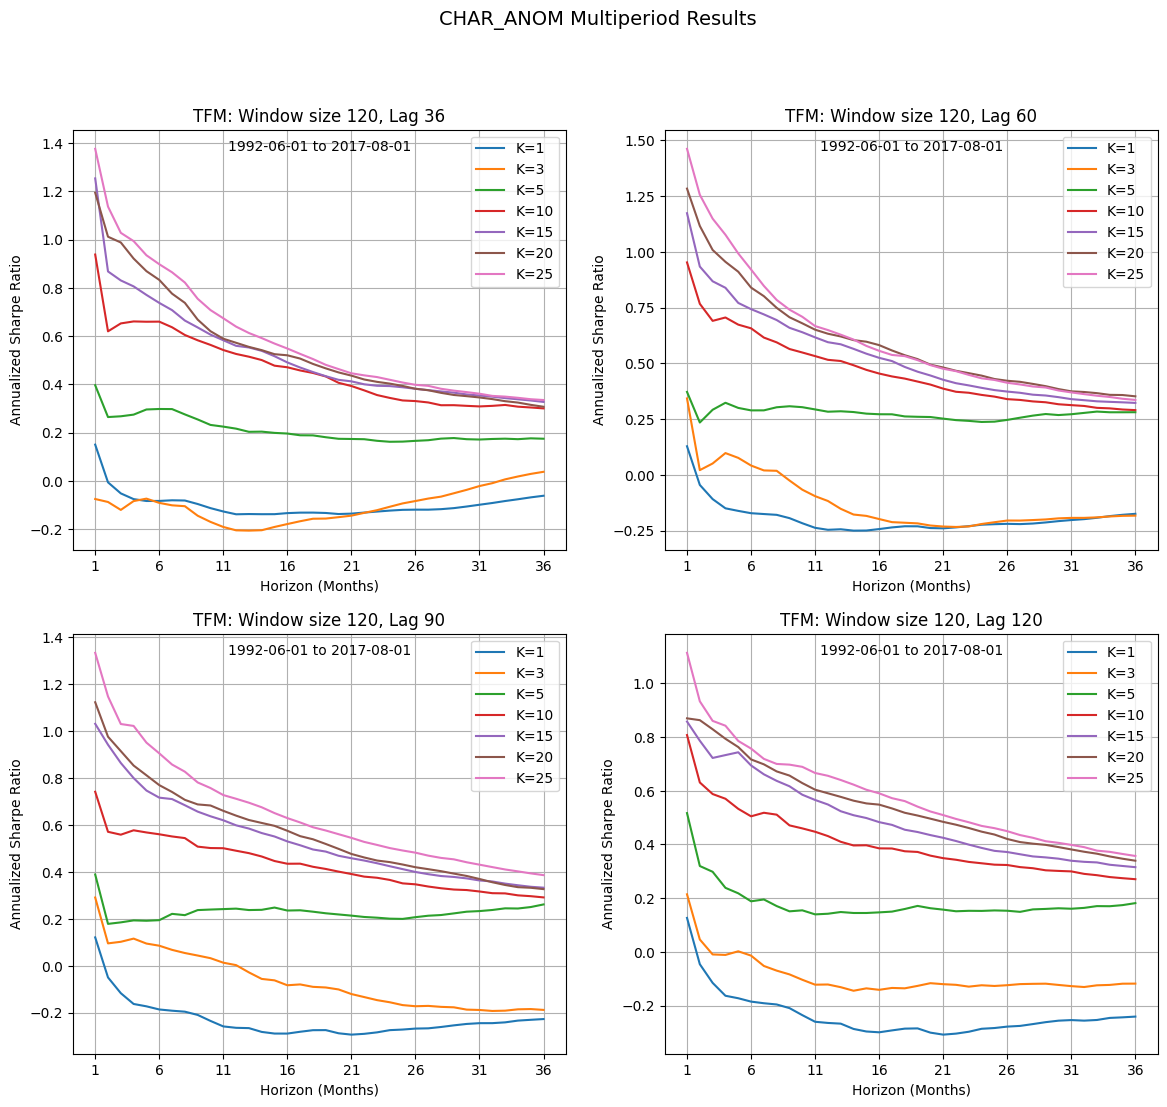 CHAR_ANOM Multiperiod Results
TFM: Window size 120, Lag 36
1992-06-01 to 2017-08-01
K=1
K=3
K=5
K=10
K=15
K=20
K=25
Annualized Sharpe Ratio
1.4
1.2
1.0
0.8
0.6
0.4
0.2
0.0
−0.2
1 6 11 16 21 26 31 36
Horizon (Months)
TFM: Window size 120, Lag 60
1992-06-01 to 2017-08-01
K=1
K=3
K=5
K=10
K=15
K=20
K=25
Annualized Sharpe Ratio
1.50
1.25
1.00
0.75
0.50
0.25
0.00
−0.25
1 6 11 16 21 26 31 36
Horizon (Months)
TFM: Window size 120, Lag 90
1992-06-01 to 2017-08-01
K=1
K=3
K=5
K=10
K=15
K=20
K=25
Annualized Sharpe Ratio
1.4
1.2
1.0
0.8
0.6
0.4
0.2
0.0
−0.2
1 6 11 16 21 26 31 36
Horizon (Months)
TFM: Window size 120, Lag 120
1992-06-01 to 2017-08-01
K=1
K=3
K=5
K=10
K=15
K=20
K=25
Annualized Sharpe Ratio
1.0
0.8
0.6
0.4
0.2
0.0
−0.2
1 6 11 16 21 26 31 36
Horizon (Months)